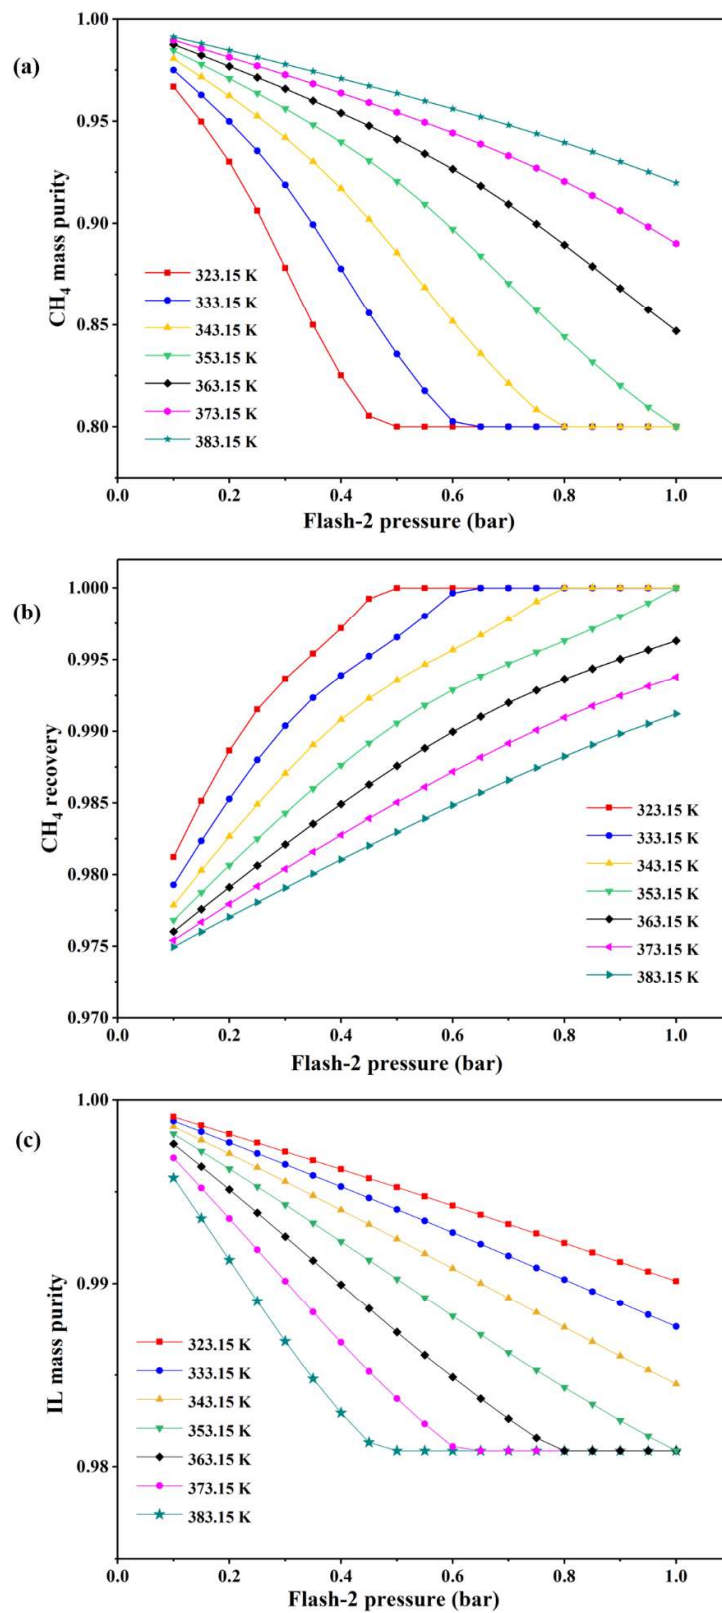 (a)
CH4 mass purity
1.00
0.95
0.90
0.85
0.80
323.15 K
333.15 K
343.15 K
353.15 K
363.15 K
373.15 K
383.15 K
0.0 0.2 0.4 0.6 0.8 1.0
Flash-2 pressure (bar)
(b)
CH4 recovery
1.000
0.995
0.990
0.985
0.980
0.975
0.970
323.15 K
333.15 K
343.15 K
353.15 K
363.15 K
373.15 K
383.15 K
0.0 0.2 0.4 0.6 0.8 1.0
Flash-2 pressure (bar)
(c)
IL mass purity
1.00
0.99
0.98
323.15 K
333.15 K
343.15 K
353.15 K
363.15 K
373.15 K
383.15 K
0.0 0.2 0.4 0.6 0.8 1.0
Flash-2 pressure (bar)